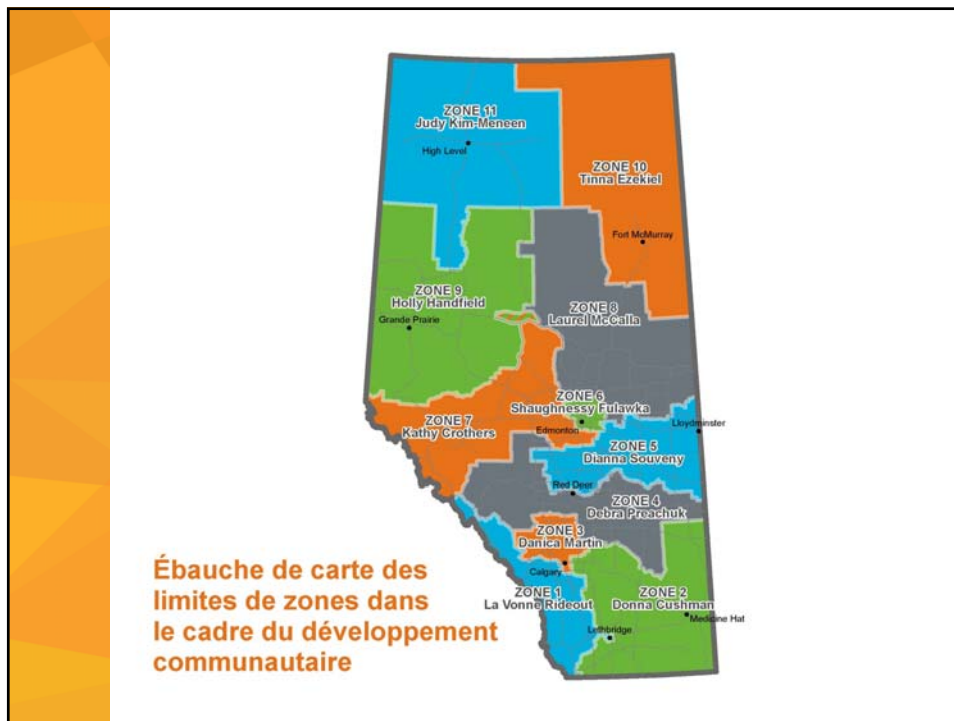 ZONE 11
Judy Kim-Meneen
High Level
ZONE 10
Tinna Ezekiel
Fort McMurray
ZONE 9
Holly Handfield
Grande Prairie
ZONE 8
Laurel McCalla
ZONE 6
Shaughnessy Fulawka
Edmonton
Lloydminster
ZONE 7
Kathy Crothers
ZONE 5
Dianna Souveny
Red Deer
ZONE 4
Debra Preachuk
ZONE 3
Danica Martin
Calgary
ZONE 1
La Vonne Rideout
ZONE 2
Donna Cushman
Medicine Hat
Lethbridge
Ébauche de carte des
limites de zones dans
le cadre du développement
communautaire